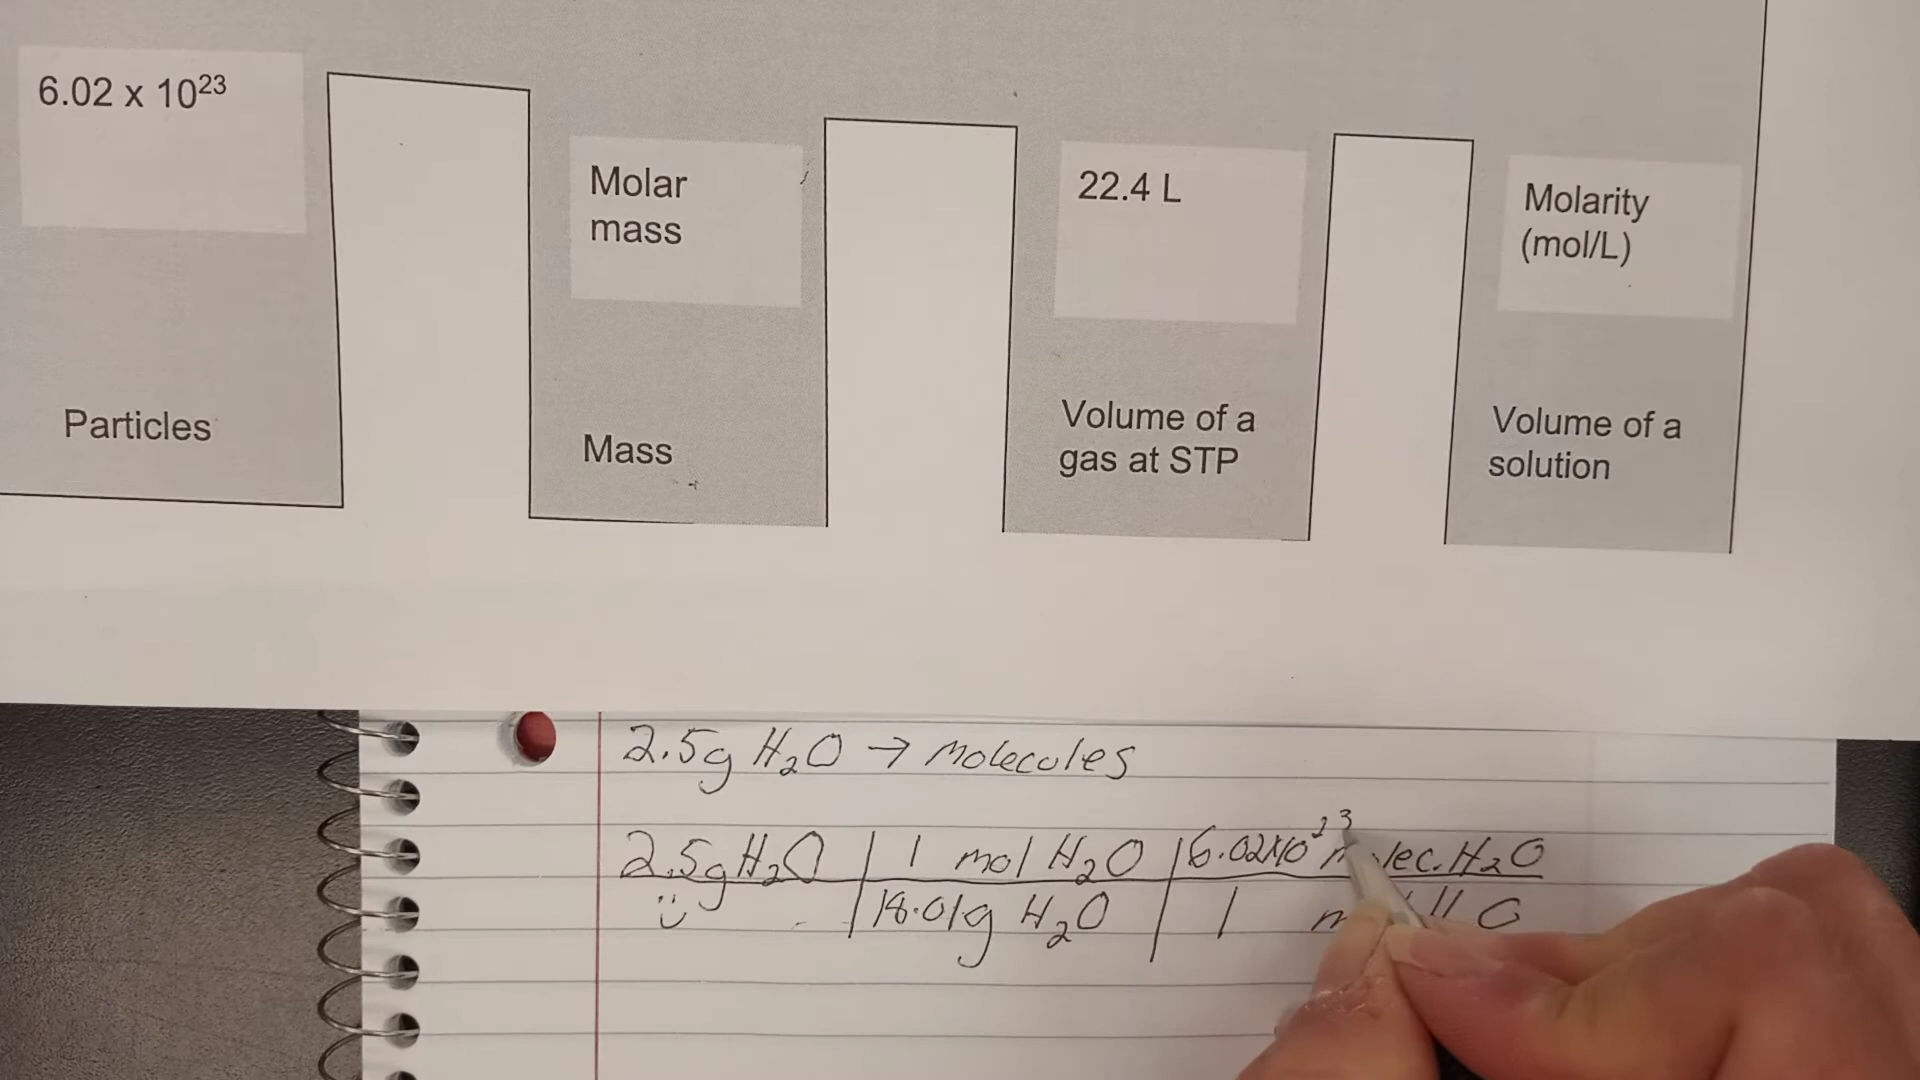 6.02 x 10²³
Molar
mass
22.4 L
Molarity
(mol/L)
Particles
Mass
Volume of a
gas at STP
Volume of a
solution
2.5g H₂O → molecules
2.5g H₂O | 1 mol H₂O | 6.02x10²³ molec. H₂O
18.01g H₂O | 1